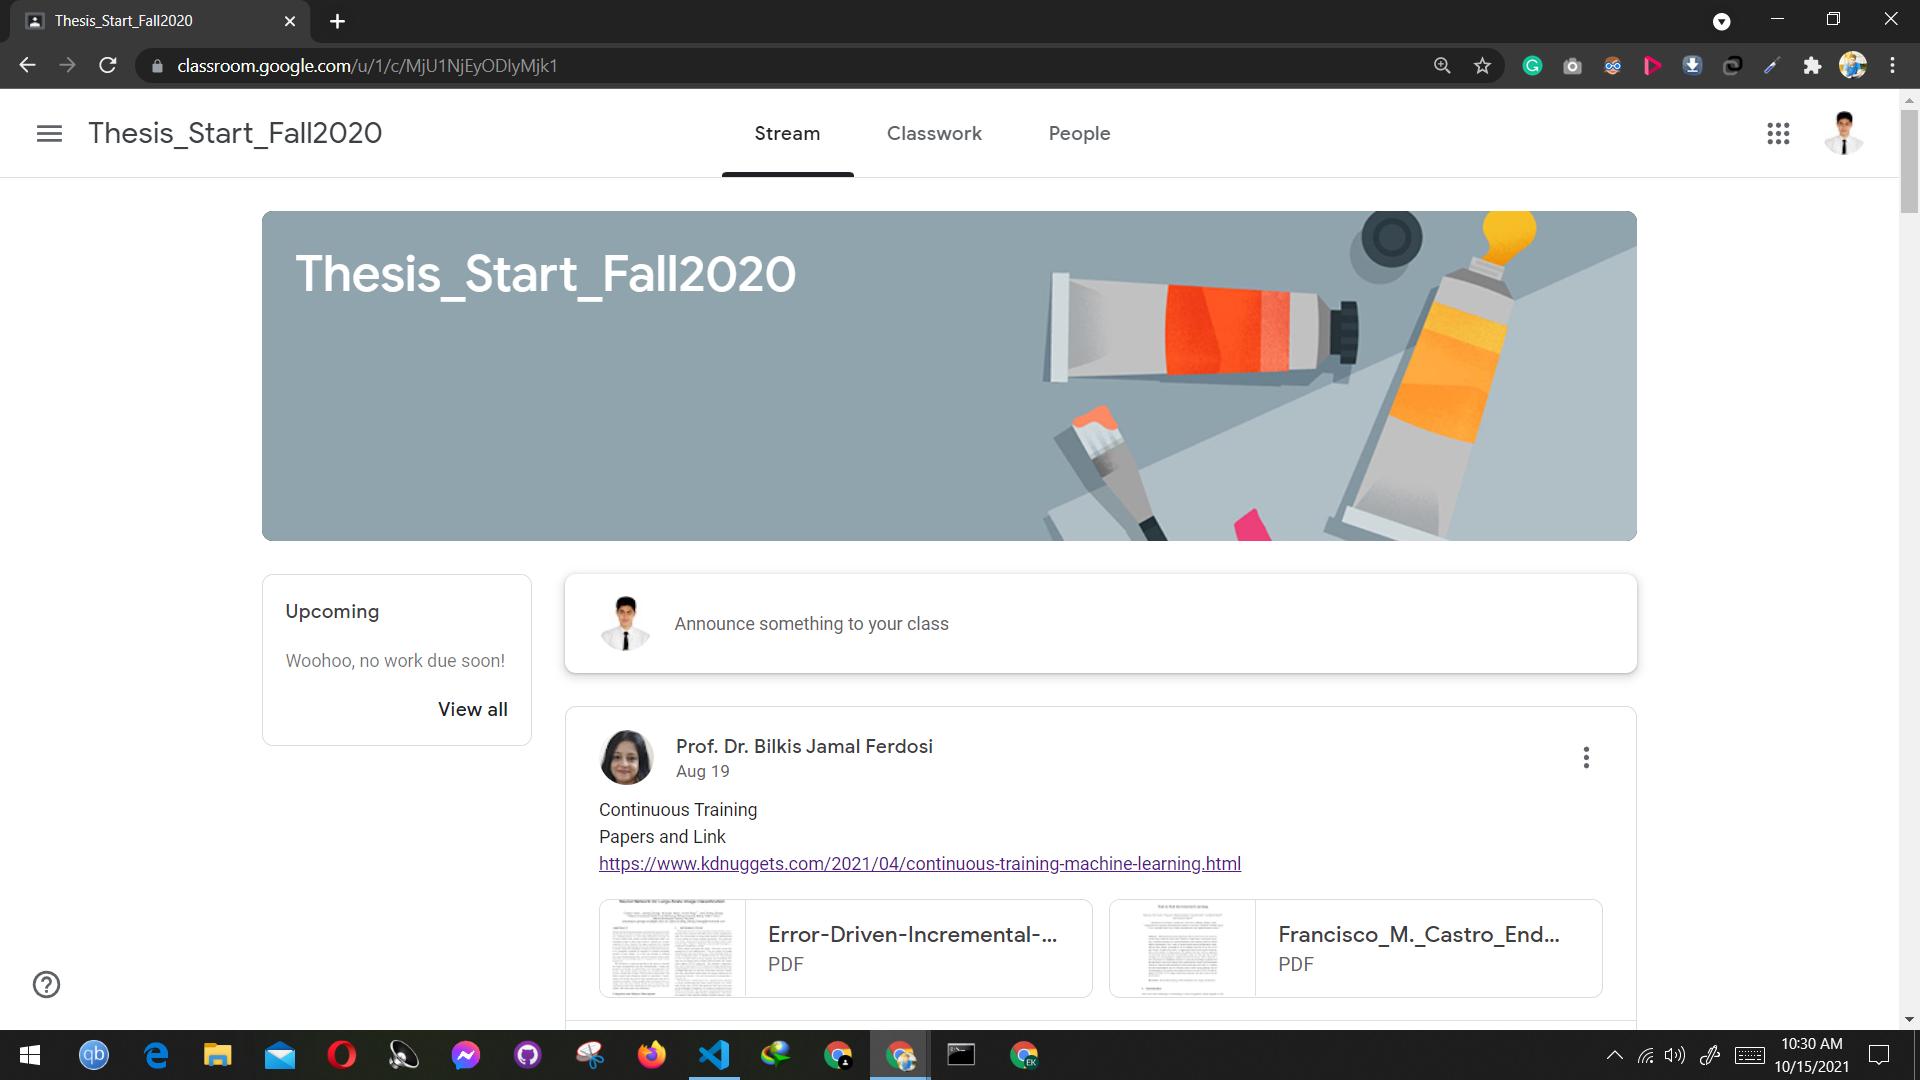 Thesis_Start_Fall2020
classroom.google.com/u/1/c/MjU1NjEyODIyMjk1
Thesis_Start_Fall2020
Stream
Classwork
People
Thesis_Start_Fall2020
Upcoming
Woohoo, no work due soon!
View all
Announce something to your class
Prof. Dr. Bilkis Jamal Ferdosi
Aug 19
Continuous Training
Papers and Link
https://www.kdnuggets.com/2021/04/continuous-training-machine-learning.html
Error-Driven-Incremental-...
PDF
Francisco_M._Castro_End...
PDF
qb
EK
10:30 AM
10/15/2021